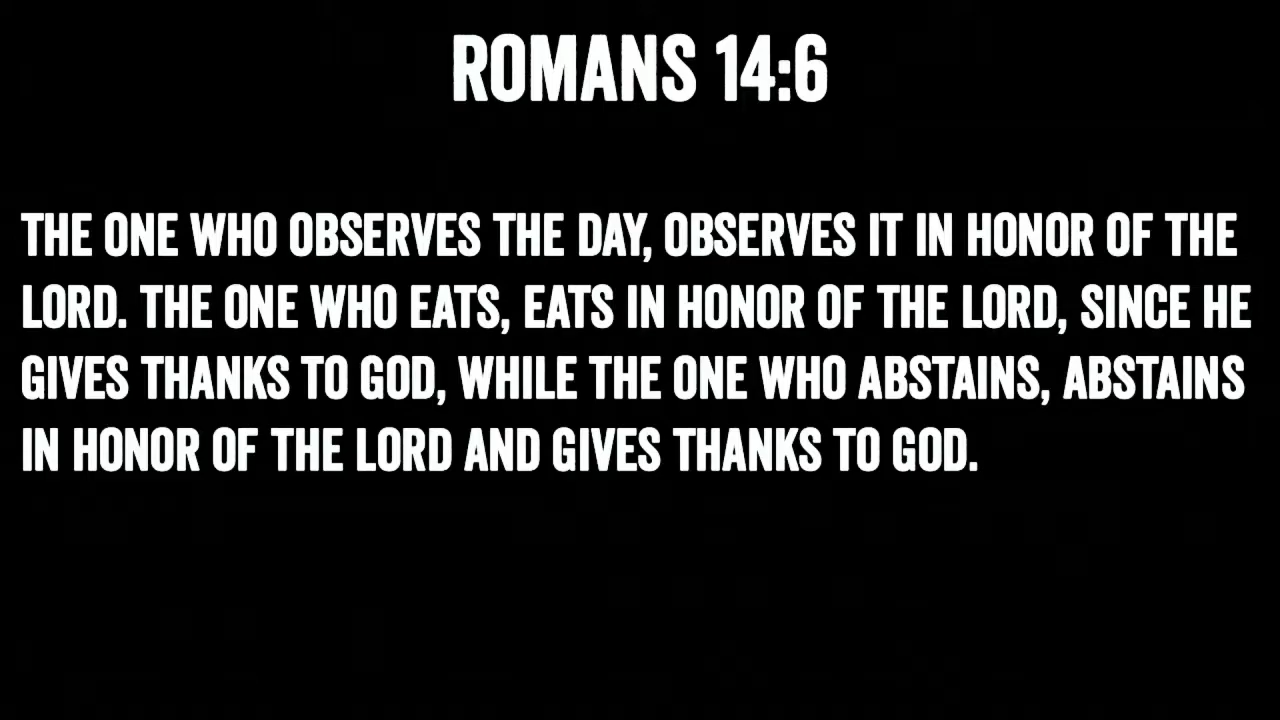 ROMANS 14:6
THE ONE WHO OBSERVES THE DAY, OBSERVES IT IN HONOR OF THE
LORD. THE ONE WHO EATS, EATS IN HONOR OF THE LORD, SINCE HE
GIVES THANKS TO GOD, WHILE THE ONE WHO ABSTAINS, ABSTAINS
IN HONOR OF THE LORD AND GIVES THANKS TO GOD.